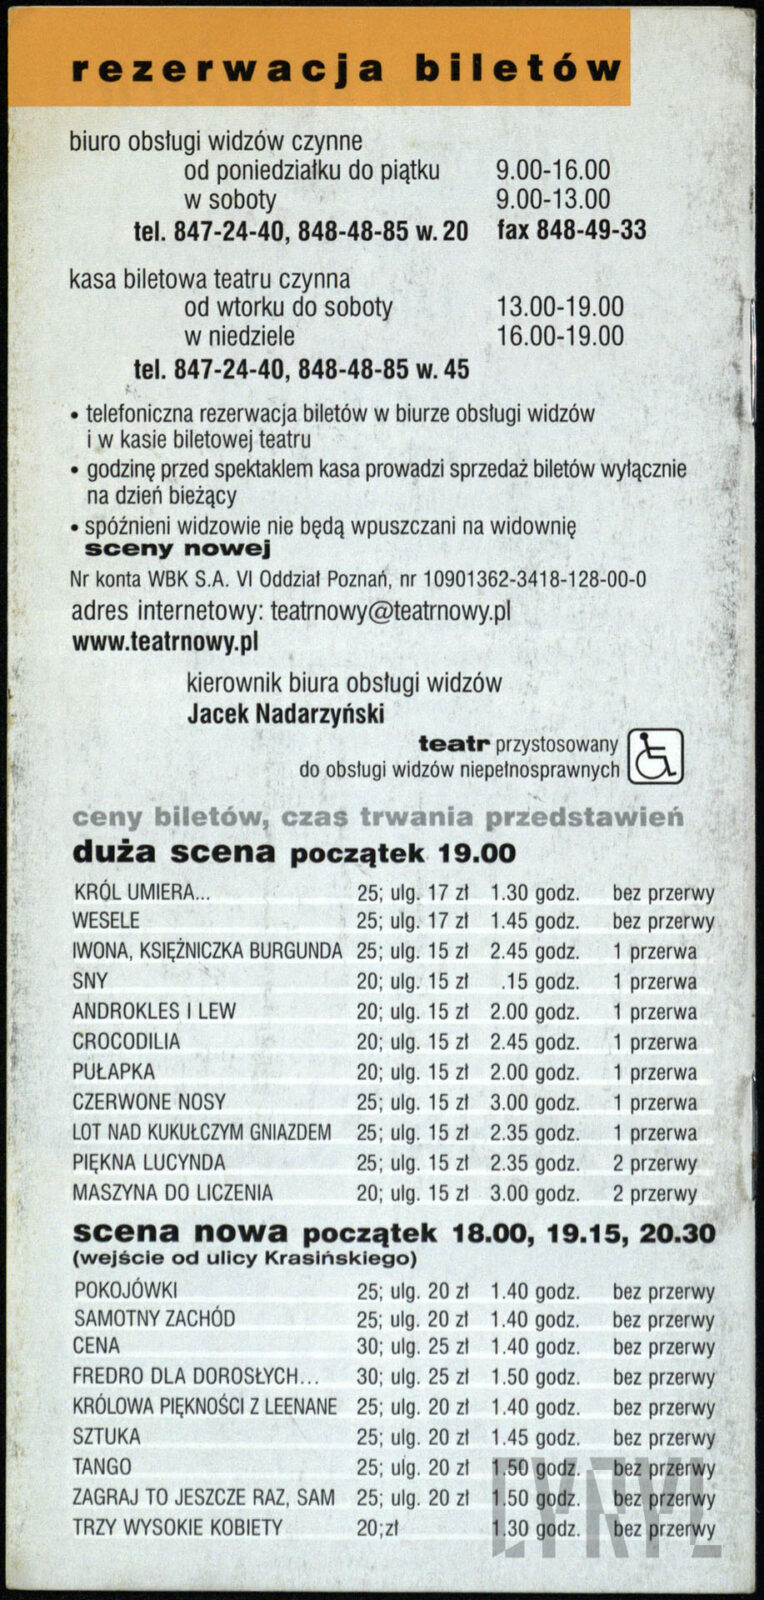 rezerwacja biletów
biuro obsługi widzów czynne
od poniedziałku do piątku 9.00-16.00
w soboty 9.00-13.00
tel. 847-24-40, 848-48-85 w. 20 fax 848-49-33
kasa biletowa teatru czynna
od wtorku do soboty 13.00-19.00
w niedziele 16.00-19.00
tel. 847-24-40, 848-48-85 w. 45
• telefoniczna rezerwacja biletów w biurze obsługi widzów
i w kasie biletowej teatru
• godzinę przed spektaklem kasa prowadzi sprzedaż biletów wyłącznie
na dzień bieżący
• spóźnieni widzowie nie będą wpuszczani na widownię
sceny nowej
Nr konta WBK S.A. VI Oddział Poznań, nr 10901362-3418-128-00-0
adres internetowy: teatrnowy@teatrnowy.pl
www.teatrnowy.pl
kierownik biura obsługi widzów
Jacek Nadarzyński
teatr przystosowany
do obsługi widzów niepełnosprawnych
ceny biletów, czas trwania przedstawień
duża scena początek 19.00
KRÓL UMIERA... 25; ulg. 17 zł 1.30 godz. bez przerwy
WESELE 25; ulg. 17 zł 1.45 godz. bez przerwy
IWONA, KSIĘŻNICZKA BURGUNDA 25; ulg. 15 zł 2.45 godz. 1 przerwa
SNY 20; ulg. 15 zł .15 godz. 1 przerwa
ANDROKLES I LEW 20; ulg. 15 zł 2.00 godz. 1 przerwa
CROCODILIA 20; ulg. 15 zł 2.45 godz. 1 przerwa
PUŁAPKA 20; ulg. 15 zł 2.00 godz. 1 przerwa
CZERWONE NOSY 25; ulg. 15 zł 3.00 godz. 1 przerwa
LOT NAD KUKUŁCZYM GNIAZDEM 25; ulg. 15 zł 2.35 godz. 1 przerwa
PIĘKNA LUCYNDA 25; ulg. 15 zł 2.35 godz. 2 przerwy
MASZYNA DO LICZENIA 20; ulg. 15 zł 3.00 godz. 2 przerwy
scena nowa początek 18.00, 19.15, 20.30
(wejście od ulicy Krasińskiego)
POKOJÓWKI 25; ulg. 20 zł 1.40 godz. bez przerwy
SAMOTNY ZACHÓD 25; ulg. 20 zł 1.40 godz. bez przerwy
CENA 30; ulg. 25 zł 1.40 godz. bez przerwy
FREDRO DLA DOROSŁYCH... 30; ulg. 25 zł 1.50 godz. bez przerwy
KRÓLOWA PIĘKNOŚCI Z LEENANE 25; ulg. 20 zł 1.40 godz. bez przerwy
SZTUKA 25; ulg. 20 zł 1.45 godz. bez przerwy
TANGO 25; ulg. 20 zł 1.50 godz. bez przerwy
ZAGRAJ TO JESZCZE RAZ, SAM 25; ulg. 20 zł 1.50 godz. bez przerwy
TRZY WYSOKIE KOBIETY 20;zł 1.30 godz. bez przerwy